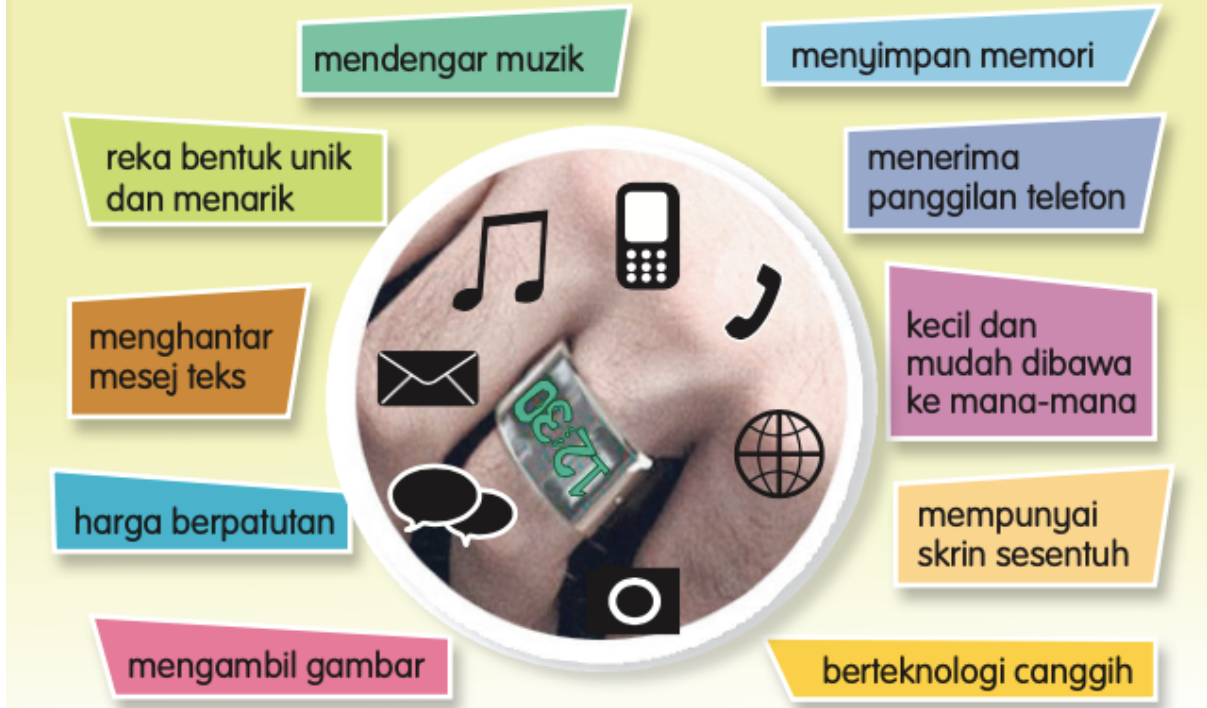 mendengar muzik
menyimpan memori
reka bentuk unik
dan menarik
menerima
panggilan telefon
menghantar
mesej teks
kecil dan
mudah dibawa
ke mana-mana
12:30
harga berpatutan
mempunyai
skrin sesentuh
mengambil gambar
berteknologi canggih